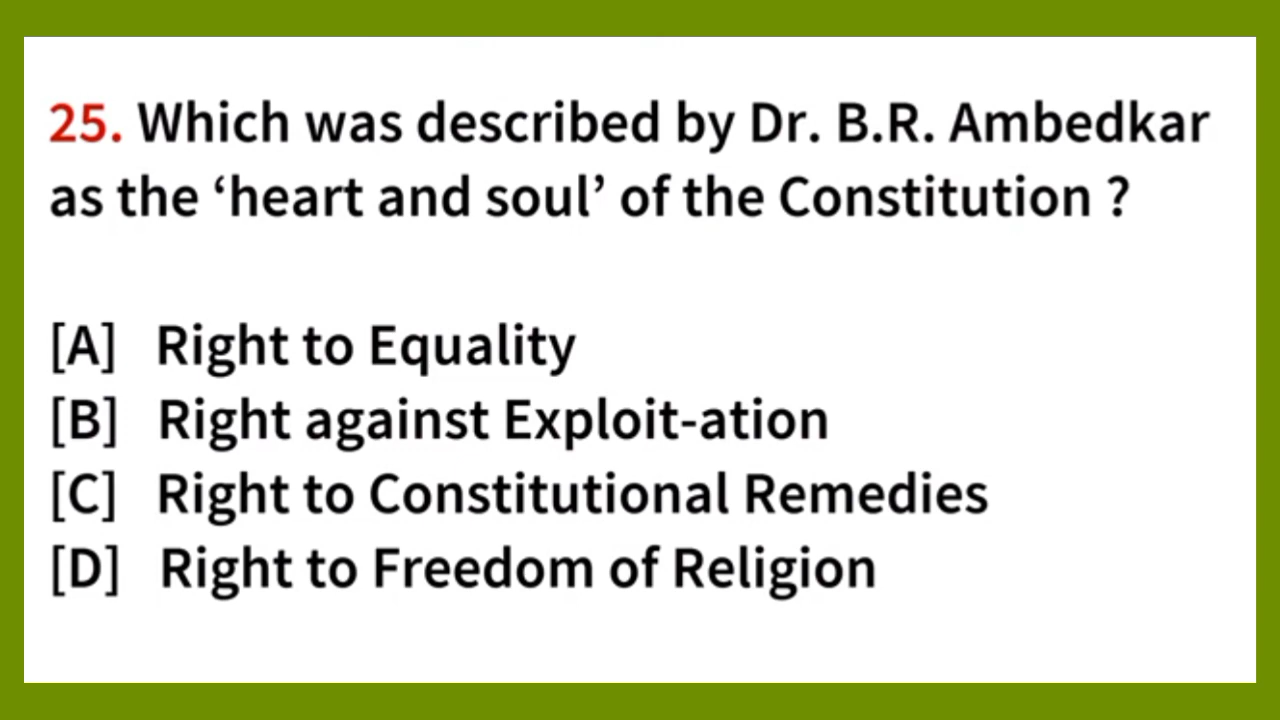 25. Which was described by Dr. B.R. Ambedkar
as the ‘heart and soul’ of the Constitution ?
[A] Right to Equality
[B] Right against Exploit-ation
[C] Right to Constitutional Remedies
[D] Right to Freedom of Religion